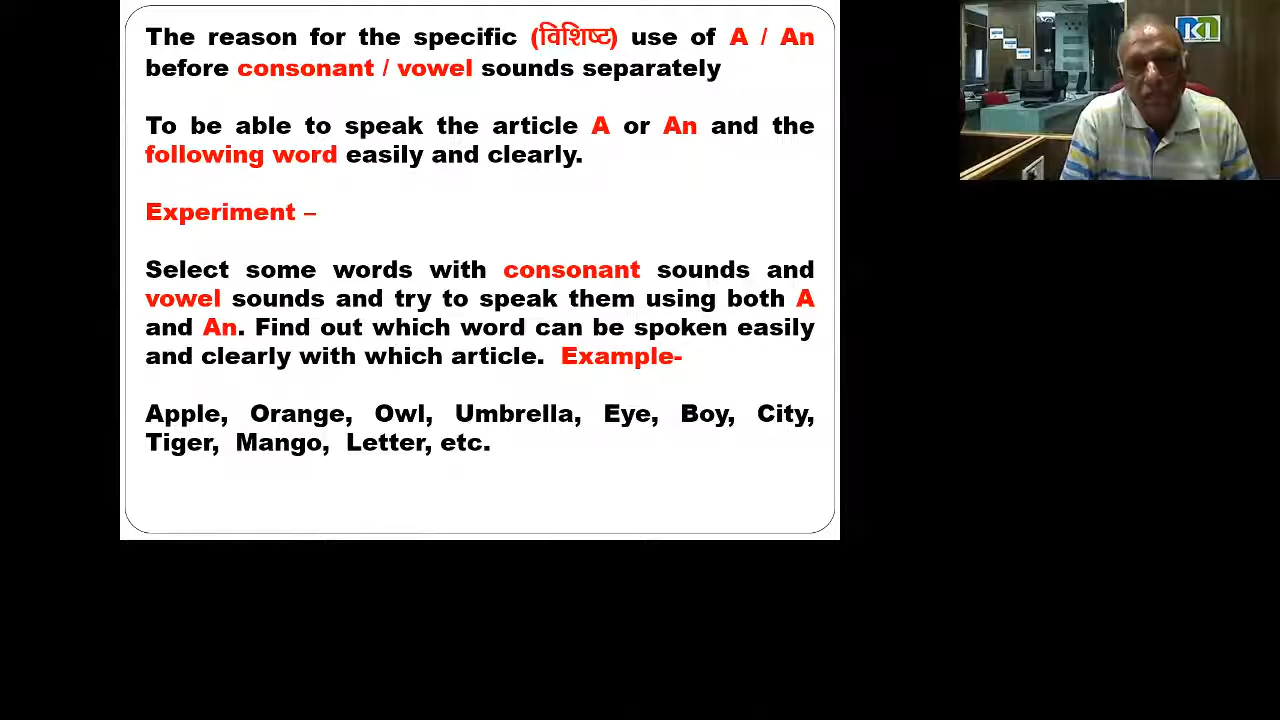 The reason for the specific (विशिष्ट) use of A / An
before consonant / vowel sounds separately
To be able to speak the article A or An and the
following word easily and clearly.
Experiment –
Select some words with consonant sounds and
vowel sounds and try to speak them using both A
and An. Find out which word can be spoken easily
and clearly with which article. Example-
Apple, Orange, Owl, Umbrella, Eye, Boy, City,
Tiger, Mango, Letter, etc.